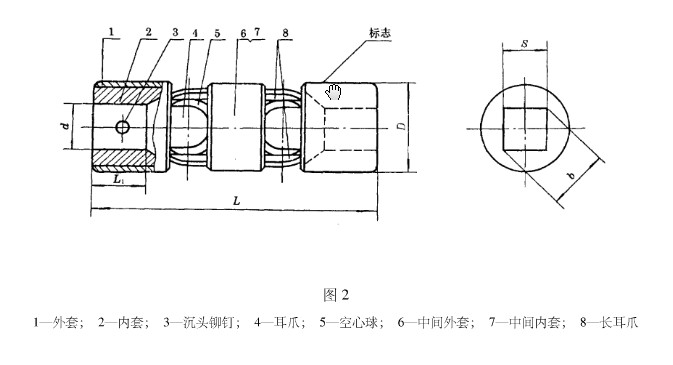 1 2 3 4 5 6 7 8 标志
S
d D
L₁ b
L
图 2
1—外套； 2—内套； 3—沉头铆钉； 4—耳爪； 5—空心球； 6—中间外套； 7—中间内套； 8—长耳爪